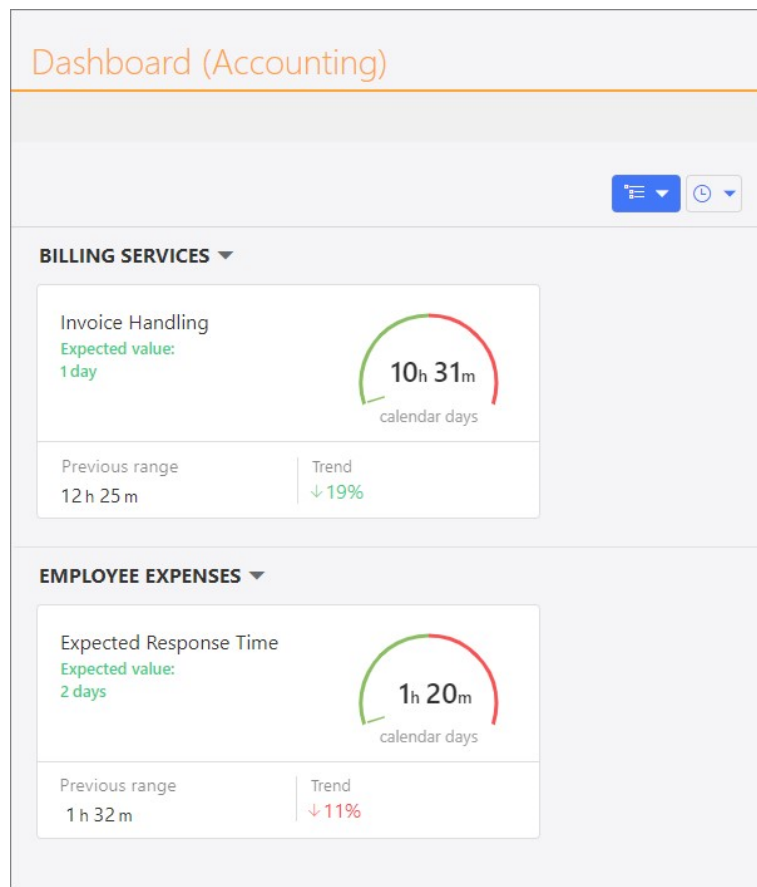 Dashboard (Accounting)
BILLING SERVICES
Invoice Handling
Expected value:
1 day
10h 31m
calendar days
Previous range
12 h 25 m
Trend
↓19%
EMPLOYEE EXPENSES
Expected Response Time
Expected value:
2 days
1h 20m
calendar days
Previous range
1 h 32 m
Trend
↓11%